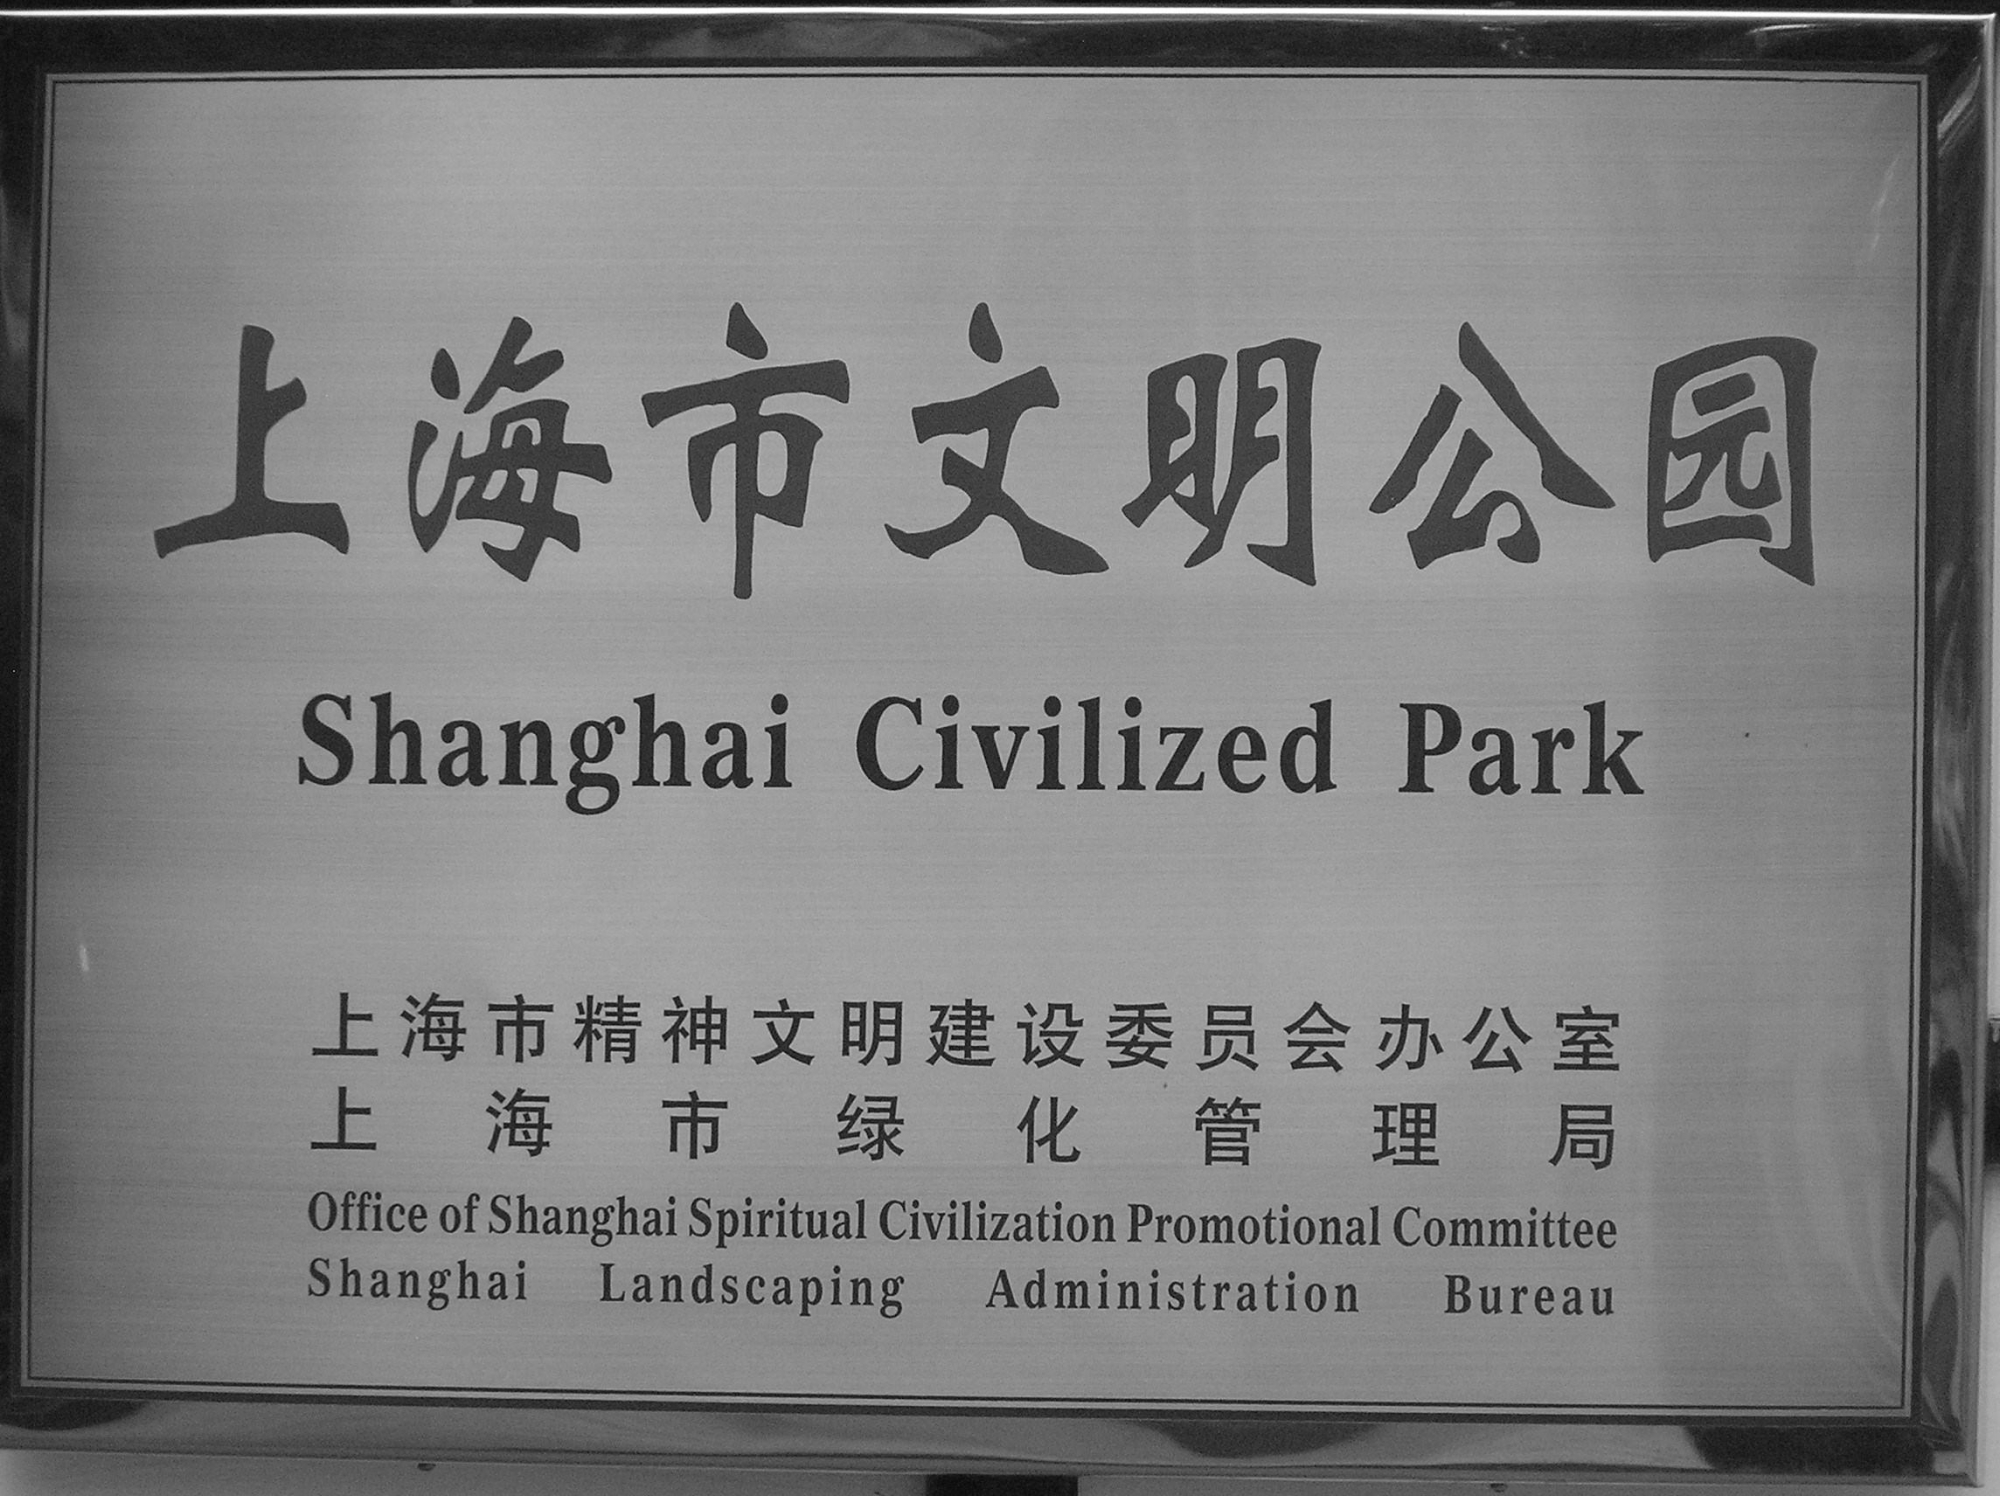 上海市文明公园
Shanghai Civilized Park
上海市精神文明建设委员会办公室
上海市绿化管理局
Office of Shanghai Spiritual Civilization Promotional Committee
Shanghai Landscaping Administration Bureau